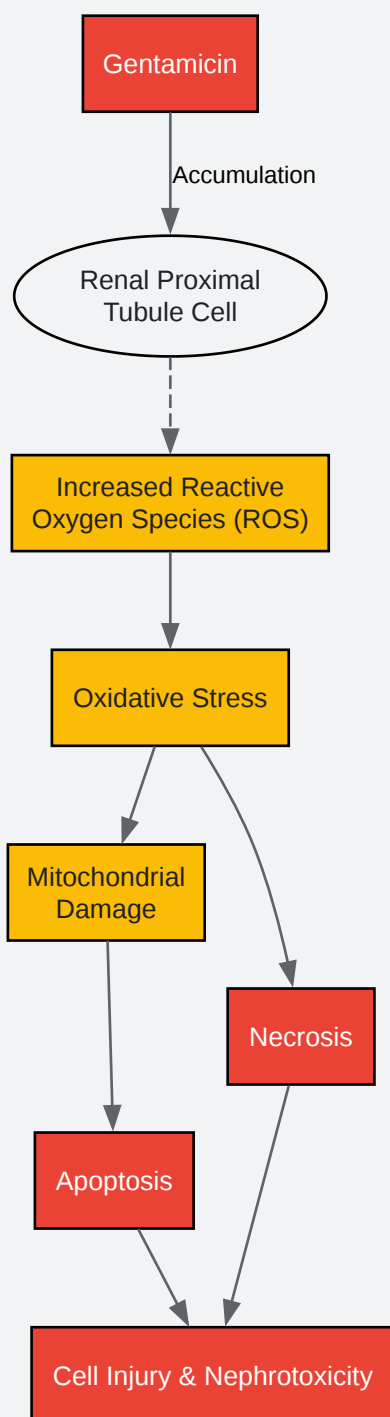 Gentamicin
Accumulation
Renal Proximal
Tubule Cell
Increased Reactive
Oxygen Species (ROS)
Oxidative Stress
Mitochondrial
Damage
Necrosis
Apoptosis
Cell Injury & Nephrotoxicity